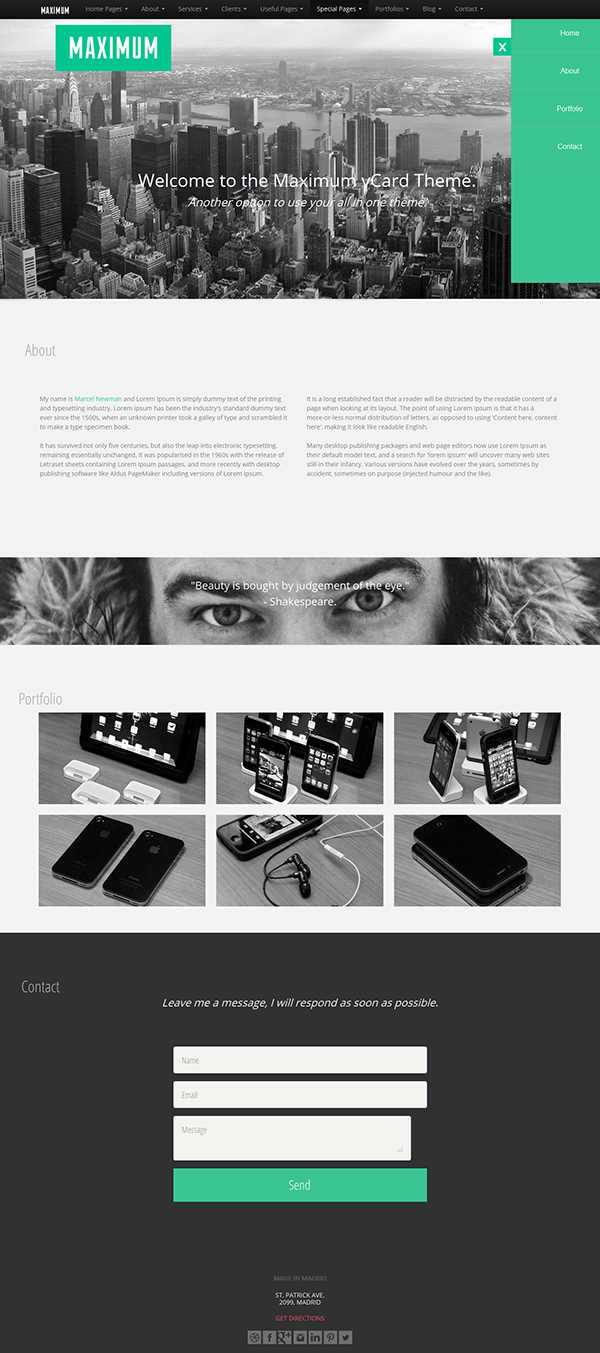 MAXIMUM Home Pages About Services Clients Useful Pages Special Pages Portfolios Blog Contact
MAXIMUM
X
Home
About
Portfolio
Contact
Welcome to the Maximum vCard Theme.
Another option to use your all in one theme.
About
My name is Marcel Newman and Lorem Ipsum is simply dummy text of the printing
and typesetting industry. Lorem Ipsum has been the industry's standard dummy text
ever since the 1500s, when an unknown printer took a galley of type and scrambled it
to make a type specimen book.
It has survived not only five centuries, but also the leap into electronic typesetting,
remaining essentially unchanged. It was popularised in the 1960s with the release of
Letraset sheets containing Lorem Ipsum passages, and more recently with desktop
publishing software like Aldus PageMaker including versions of Lorem Ipsum.
It is a long established fact that a reader will be distracted by the readable content of a
page when looking at its layout. The point of using Lorem Ipsum is that it has a
more-or-less normal distribution of letters, as opposed to using 'Content here, content
here', making it look like readable English.
Many desktop publishing packages and web page editors now use Lorem Ipsum as
their default model text, and a search for 'lorem ipsum' will uncover many web sites
still in their infancy. Various versions have evolved over the years, sometimes by
accident, sometimes on purpose (injected humour and the like).
"Beauty is bought by judgement of the eye."
- Shakespeare.
Portfolio
Contact
Leave me a message, I will respond as soon as possible.
Name
Email
Message
Send
MADE IN MADRID
ST. PATRICK AVE.
2099, MADRID
GET DIRECTIONS